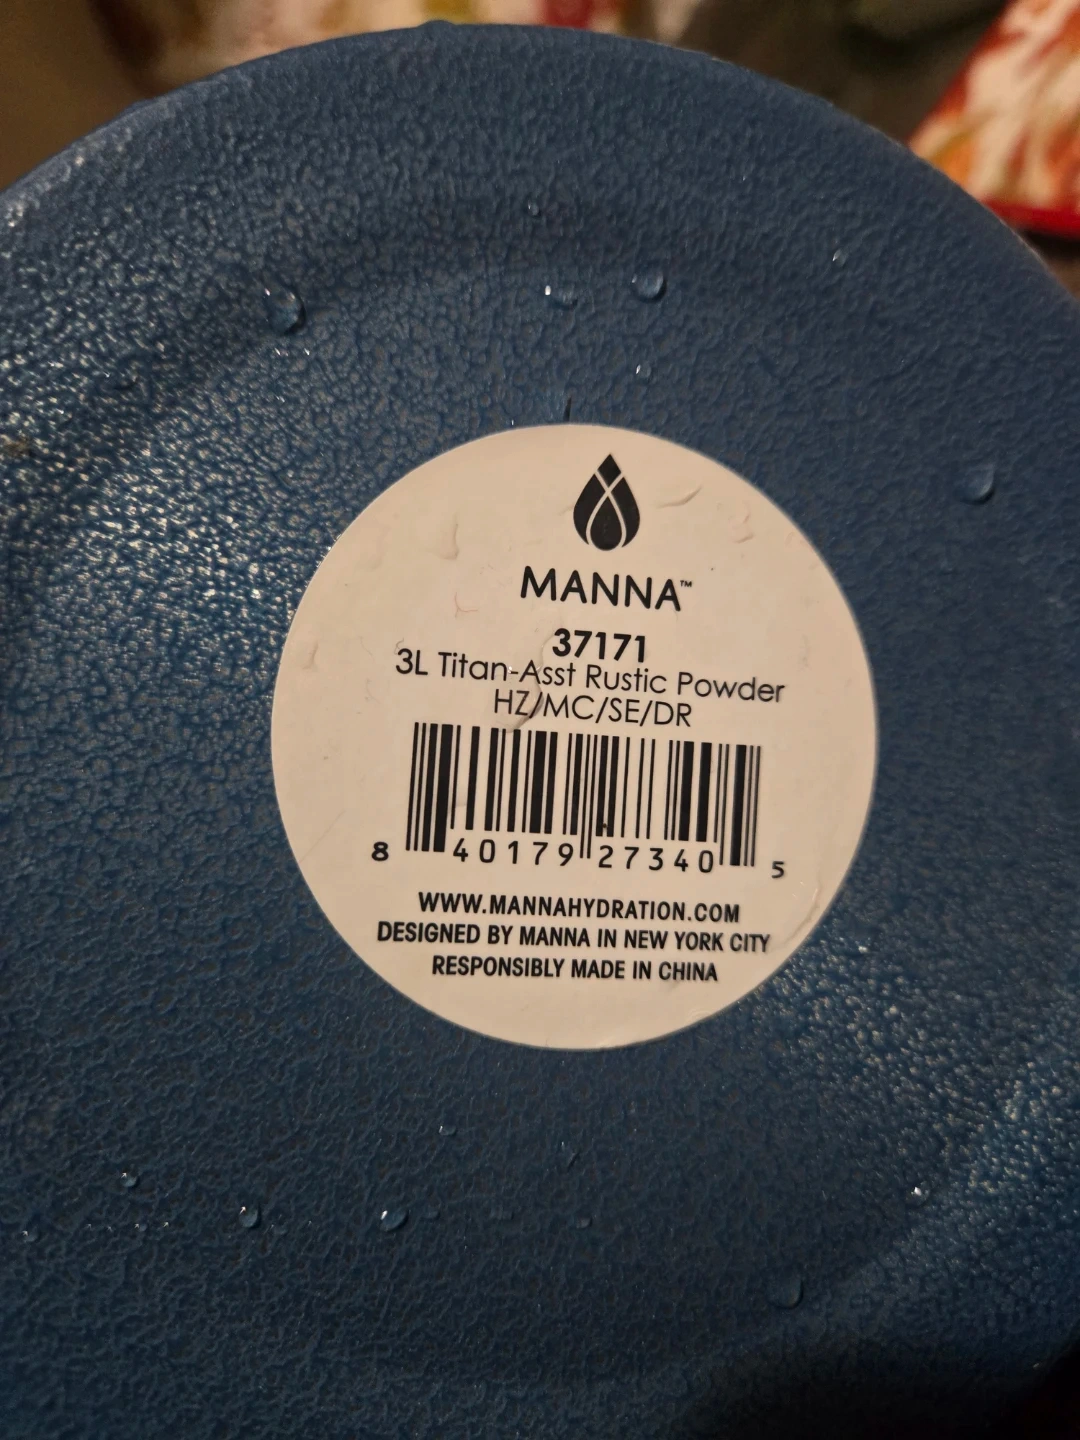 MANNA™
37171
3L Titan-Asst Rustic Powder
HZ/MC/SE/DR
8 40179 27340 5
WWW.MANNAHYDRATION.COM
DESIGNED BY MANNA IN NEW YORK CITY
RESPONSIBLY MADE IN CHINA